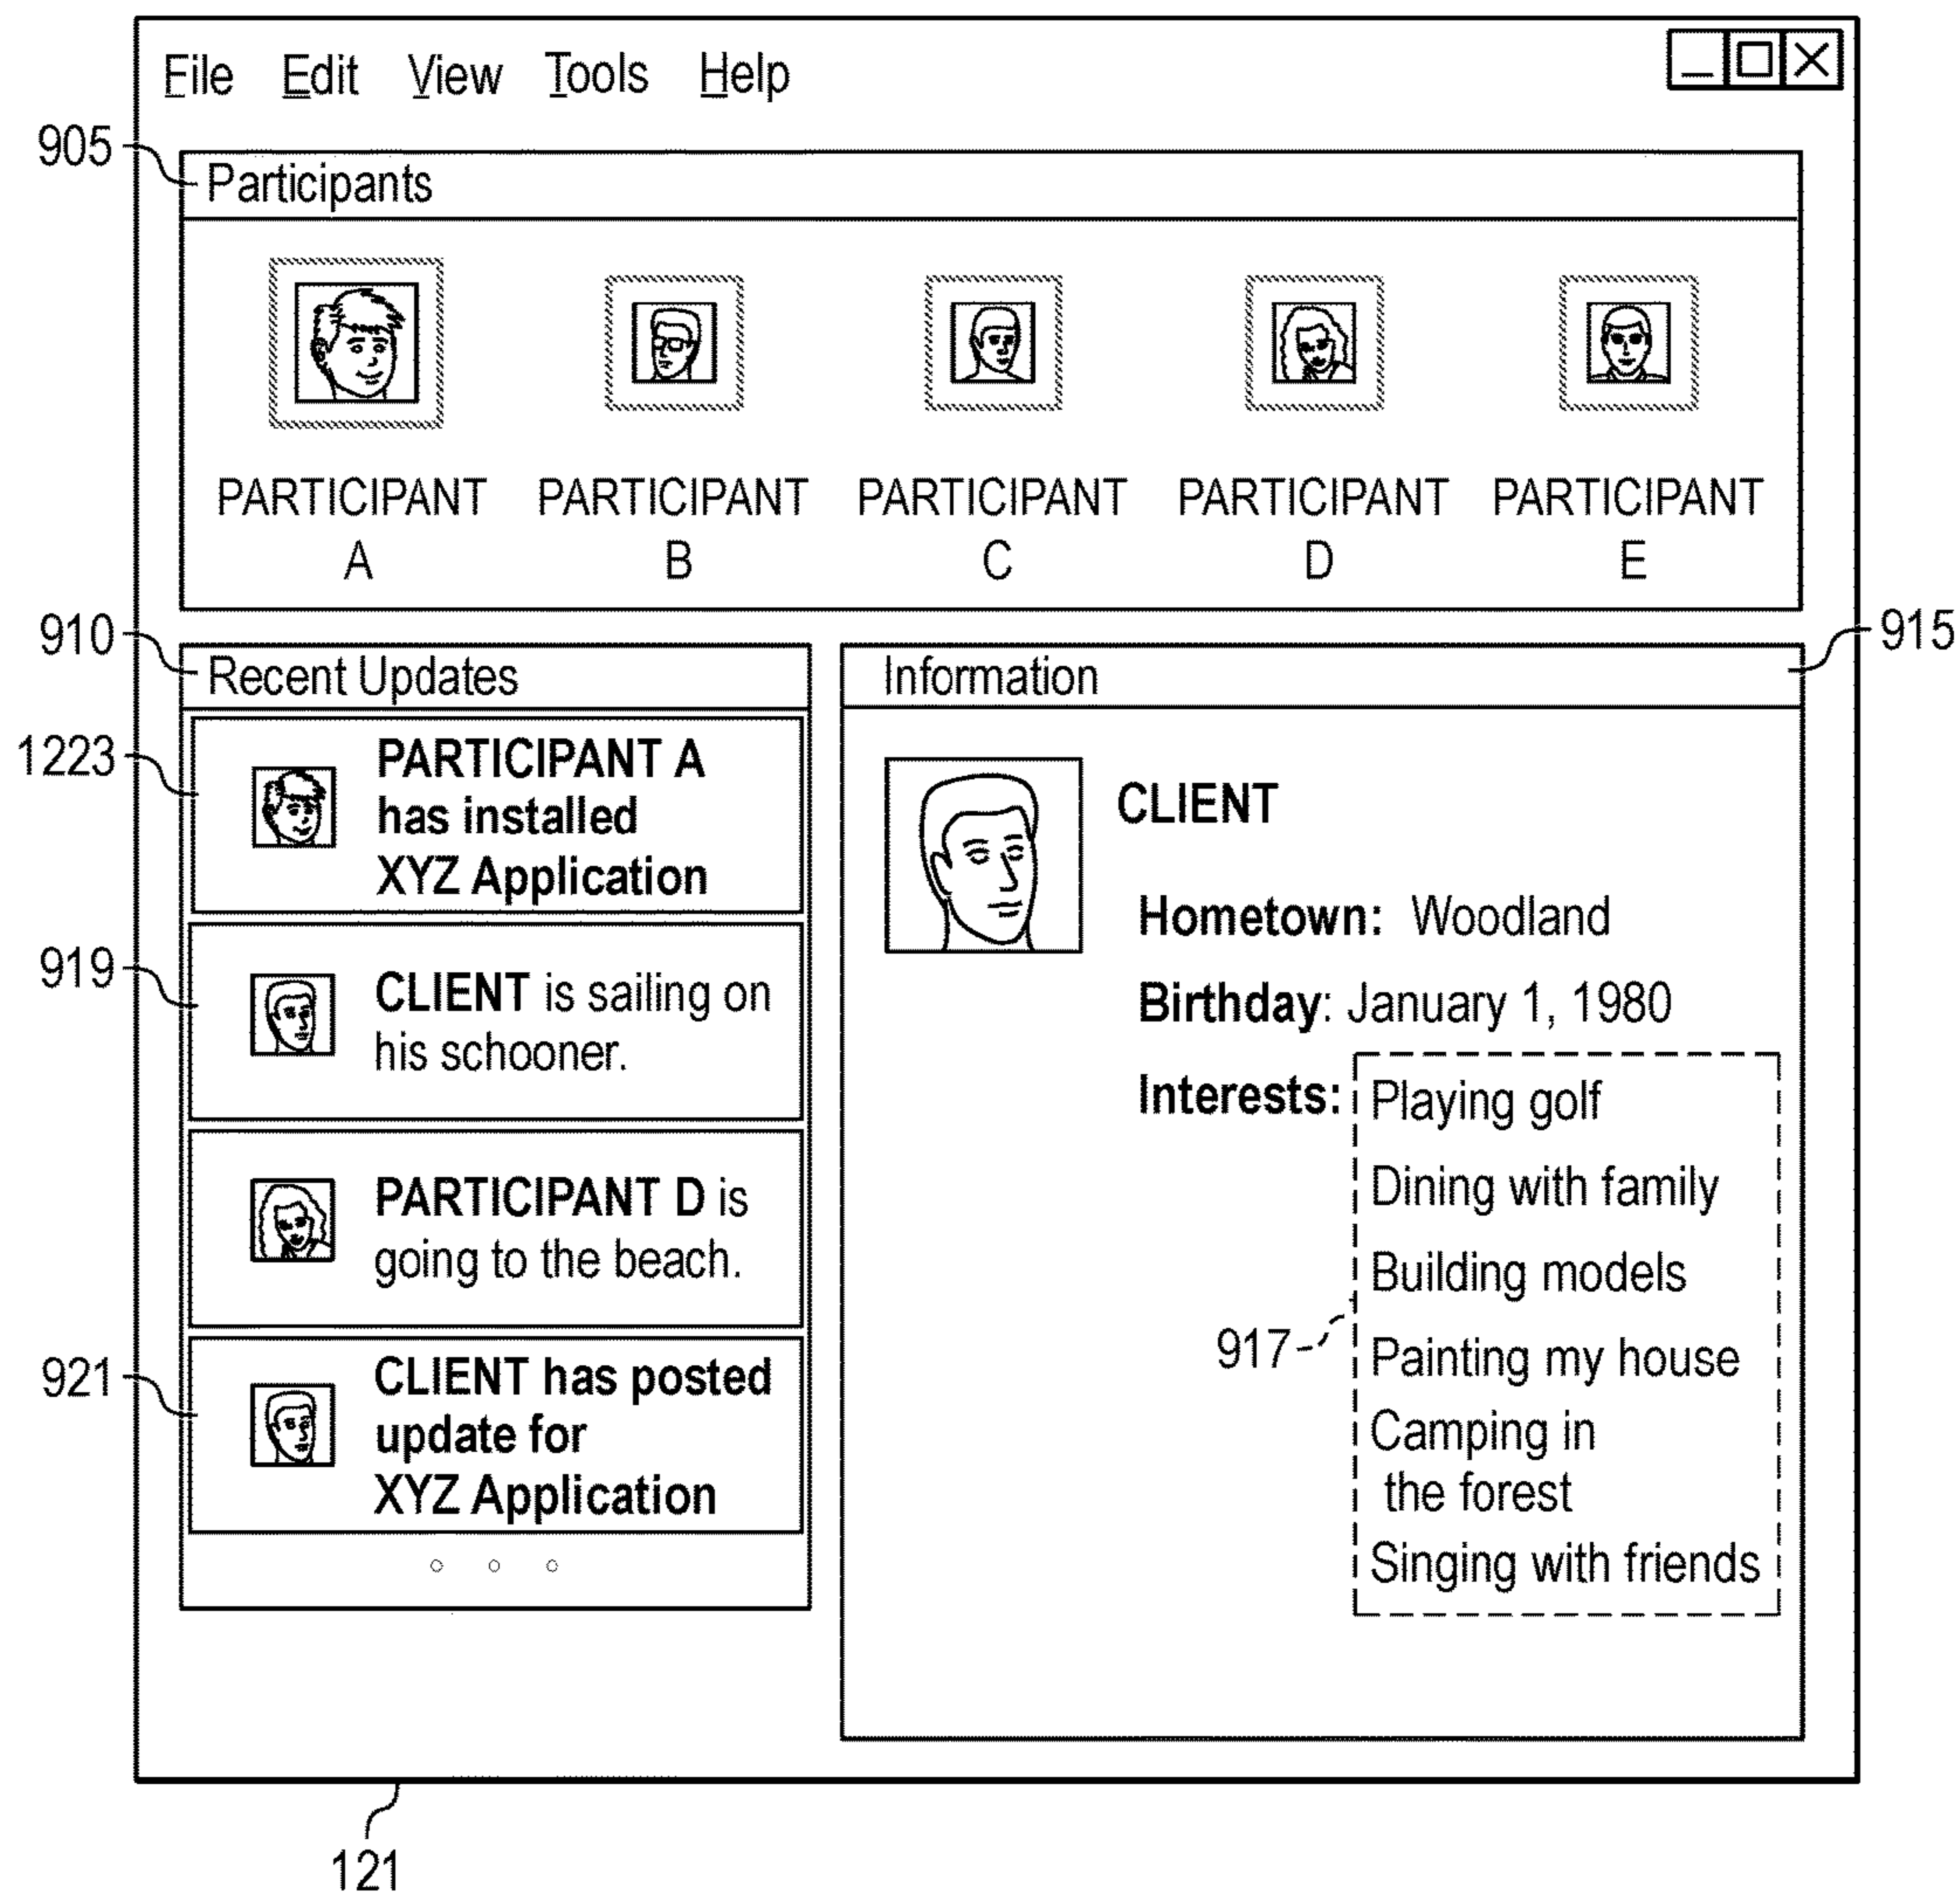 File Edit View Tools Help
905
Participants
PARTICIPANT A
PARTICIPANT B
PARTICIPANT C
PARTICIPANT D
PARTICIPANT E
910
Recent Updates
1223
PARTICIPANT A
has installed
XYZ Application
919
CLIENT is sailing on
his schooner.
PARTICIPANT D is
going to the beach.
921
CLIENT has posted
update for
XYZ Application
915
Information
CLIENT
Hometown: Woodland
Birthday: January 1, 1980
Interests: Playing golf
Dining with family
Building models
917
Painting my house
Camping in
the forest
Singing with friends
121